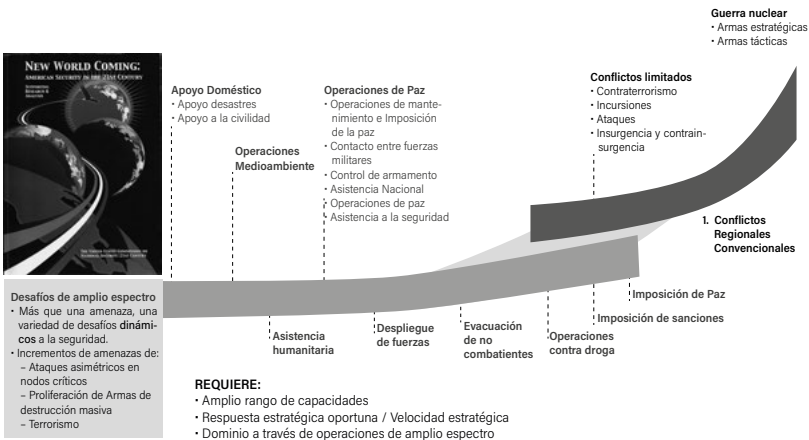 NEW WORLD COMING:
AMERICAN SECURITY IN THE 21ST CENTURY
SUPPORTING
RESEARCH &
ANALYSIS
Desafíos de amplio espectro
• Más que una amenaza, una
variedad de desafíos dinámi-
cos a la seguridad.
• Incrementos de amenazas de:
– Ataques asimétricos en
nodos críticos
– Proliferación de Armas de
destrucción masiva
– Terrorismo
Apoyo Doméstico
• Apoyo desastres
• Apoyo a la civilidad
Operaciones
Medioambiente
Operaciones de Paz
• Operaciones de mante-
nimiento e Imposición
de la paz
• Contacto entre fuerzas
militares
• Control de armamento
• Asistencia Nacional
• Operaciones de paz
• Asistencia a la seguridad
Conflictos limitados
• Contraterrorismo
• Incursiones
• Ataques
• Insurgencia y contrain-
surgencia
Guerra nuclear
• Armas estratégicas
• Armas tácticas
1. Conflictos
Regionales
Convencionales
Asistencia
humanitaria
Despliegue
de fuerzas
Evacuación
de no
combatientes
Operaciones
contra droga
Imposición de sanciones
Imposición de Paz
REQUIERE:
• Amplio rango de capacidades
• Respuesta estratégica oportuna / Velocidad estratégica
• Dominio a través de operaciones de amplio espectro